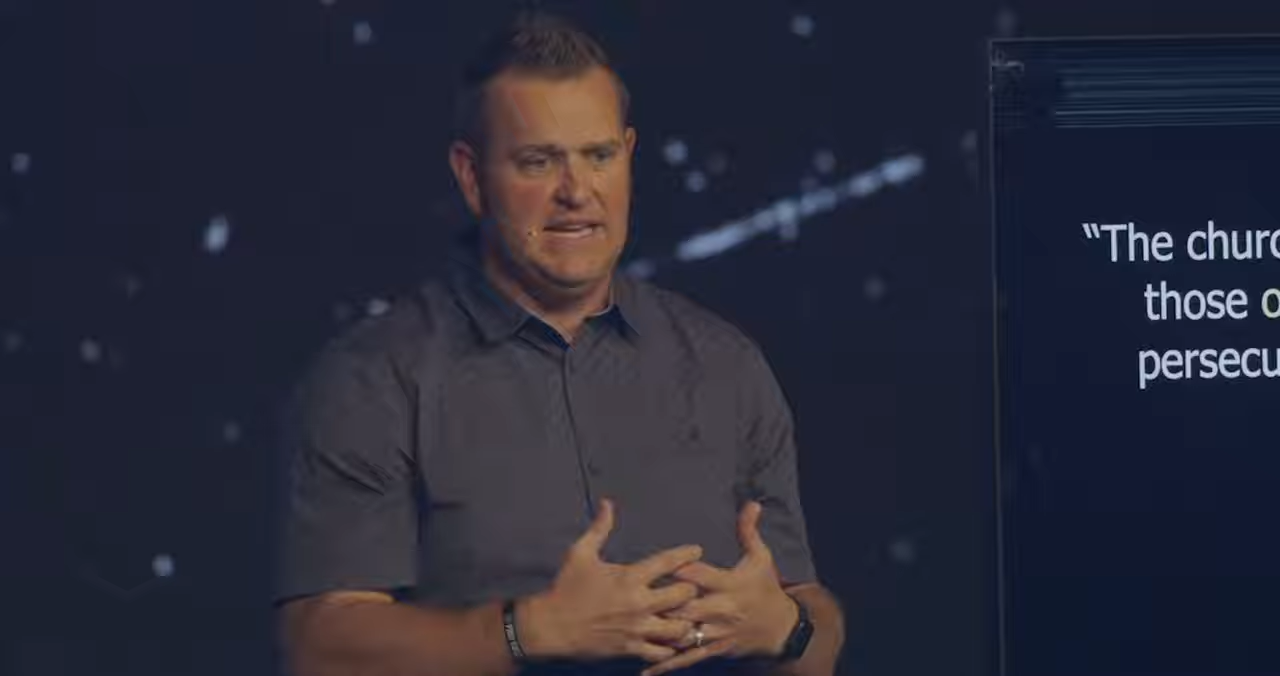 “The churc
those o
persecu